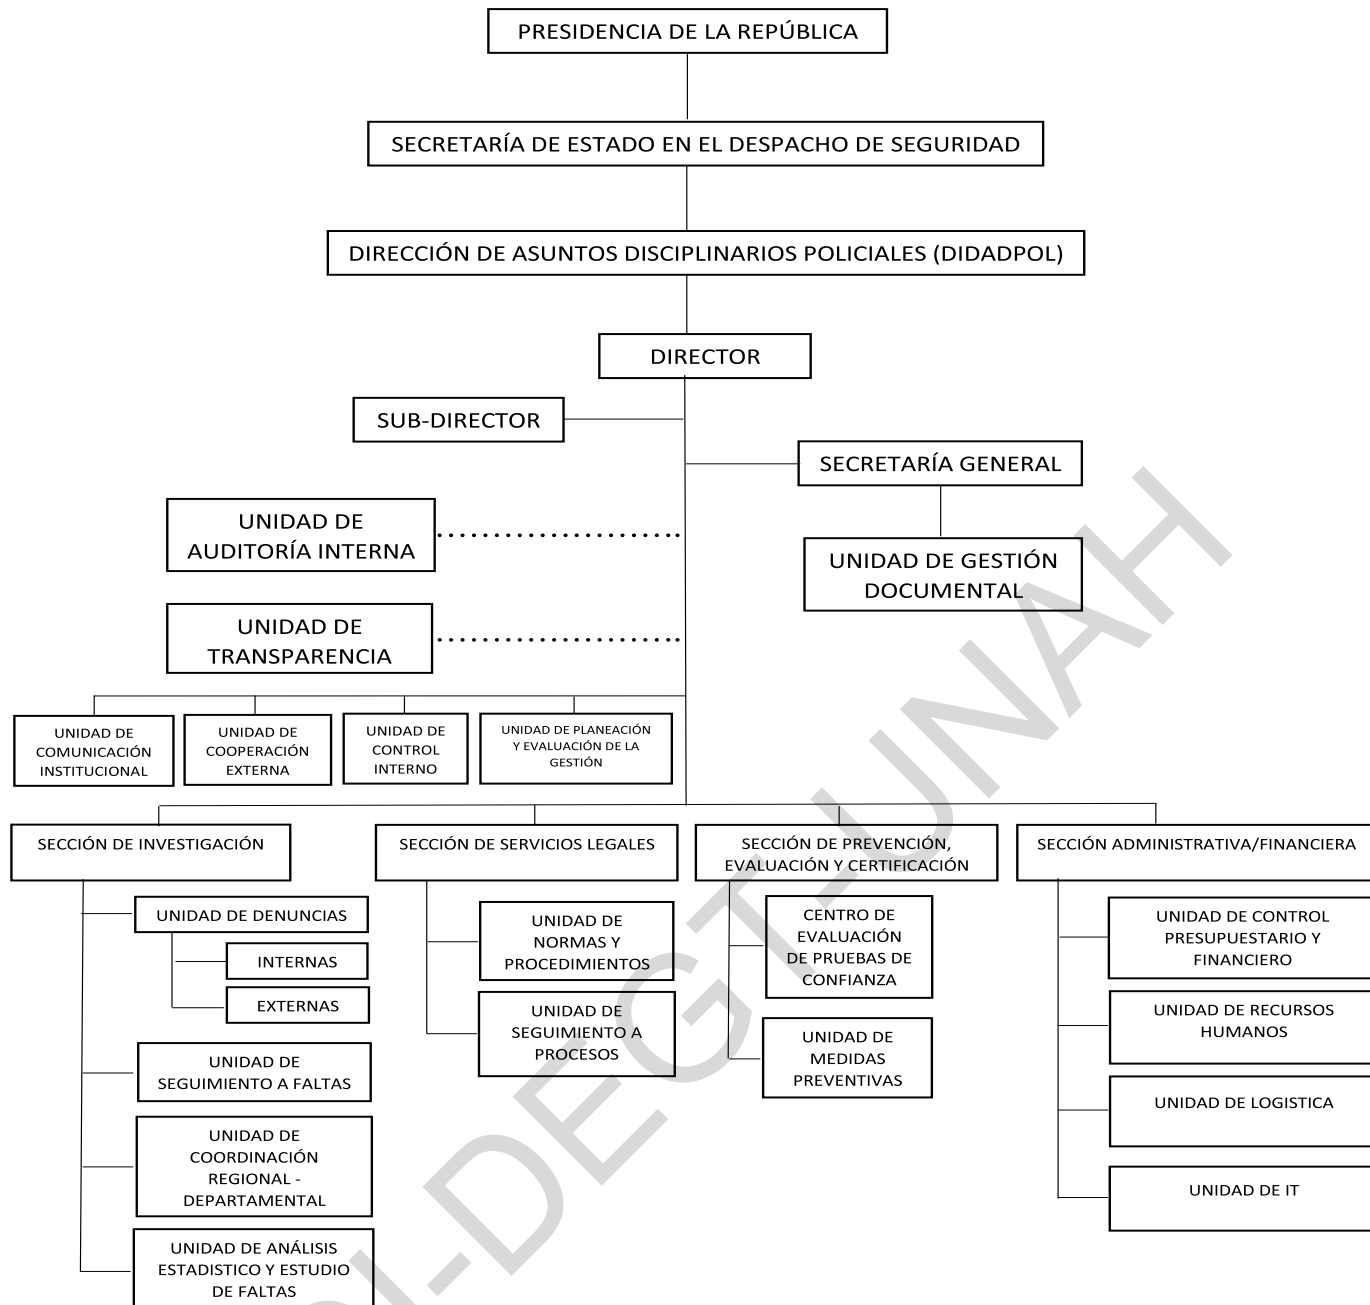 PRESIDENCIA DE LA REPÚBLICA
SECRETARÍA DE ESTADO EN EL DESPACHO DE SEGURIDAD
DIRECCIÓN DE ASUNTOS DISCIPLINARIOS POLICIALES (DIDADPOL)
DIRECTOR
SUB-DIRECTOR
SECRETARÍA GENERAL
UNIDAD DE
AUDITORÍA INTERNA
UNIDAD DE GESTIÓN
DOCUMENTAL
UNIDAD DE
TRANSPARENCIA
UNIDAD DE
COMUNICACIÓN
INSTITUCIONAL
UNIDAD DE
COOPERACIÓN
EXTERNA
UNIDAD DE
CONTROL
INTERNO
UNIDAD DE PLANEACIÓN
Y EVALUACIÓN DE LA
GESTIÓN
SECCIÓN DE INVESTIGACIÓN
UNIDAD DE DENUNCIAS
INTERNAS
EXTERNAS
UNIDAD DE
SEGUIMIENTO A FALTAS
UNIDAD DE
COORDINACIÓN
REGIONAL -
DEPARTAMENTAL
UNIDAD DE ANÁLISIS
ESTADISTICO Y ESTUDIO
DE FALTAS
SECCIÓN DE SERVICIOS LEGALES
UNIDAD DE
NORMAS Y
PROCEDIMIENTOS
UNIDAD DE
SEGUIMIENTO A
PROCESOS
SECCIÓN DE PREVENCIÓN,
EVALUACIÓN Y CERTIFICACIÓN
CENTRO DE
EVALUACIÓN
DE PRUEBAS DE
CONFIANZA
UNIDAD DE
MEDIDAS
PREVENTIVAS
SECCIÓN ADMINISTRATIVA/FINANCIERA
UNIDAD DE CONTROL
PRESUPUESTARIO Y
FINANCIERO
UNIDAD DE RECURSOS
HUMANOS
UNIDAD DE LOGISTICA
UNIDAD DE IT
DEGT-UNAH